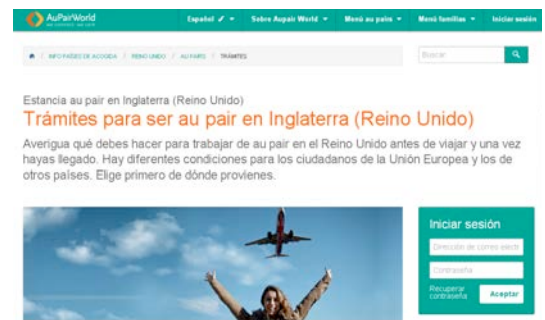 AuPairWorld
Español
Sobre Aupair World
Menú au pairs
Menú familias
Iniciar sesión
INFO PAÍSES DE ACOGIDA / REINO UNIDO / AU PAIRS / TRÁMITES
Buscar
Estancia au pair en Inglaterra (Reino Unido)
Trámites para ser au pair en Inglaterra (Reino Unido)
Averigua qué debes hacer para trabajar de au pair en el Reino Unido antes de viajar y una vez
hayas llegado. Hay diferentes condiciones para los ciudadanos de la Unión Europea y los de
otros países. Elige primero de dónde provienes.
Iniciar sesión
Dirección de correo electr
Contraseña
Recuperar
contraseña
Aceptar